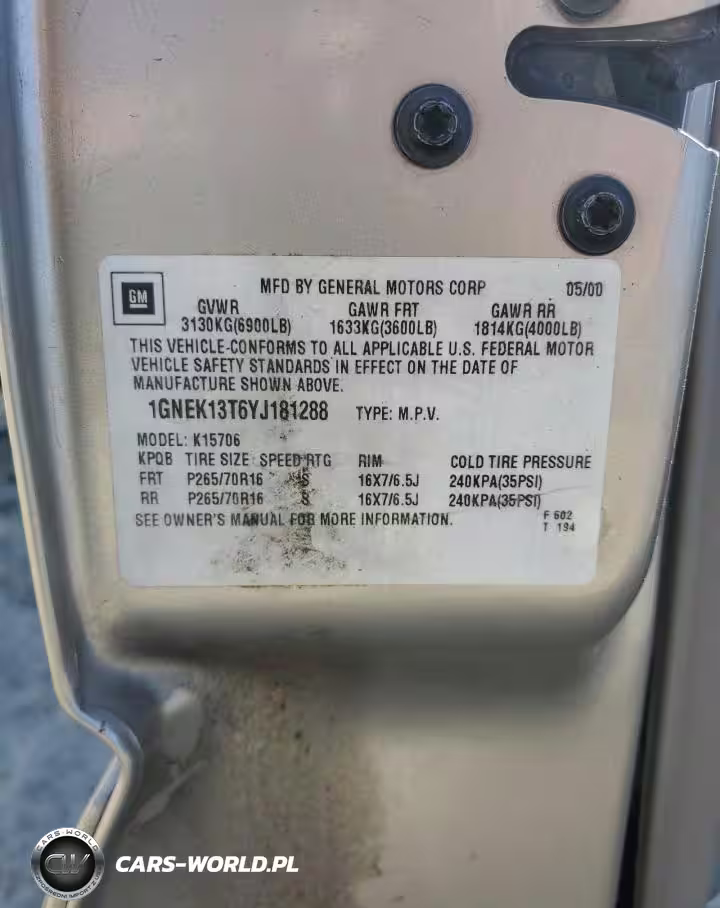 GM
MFD BY GENERAL MOTORS CORP 05/00
GVWR GAWR FRT GAWR RR
3130KG(6900LB) 1633KG(3600LB) 1814KG(4000LB)
THIS VEHICLE CONFORMS TO ALL APPLICABLE U.S. FEDERAL MOTOR
VEHICLE SAFETY STANDARDS IN EFFECT ON THE DATE OF
MANUFACTURE SHOWN ABOVE.
1GNEK13T6YJ181288 TYPE: M.P.V.
MODEL: K15706
KPQB TIRE SIZE SPEED RTG RIM COLD TIRE PRESSURE
FRT P265/70R16 S 16X7/6.5J 240KPA(35PSI)
RR P265/70R16 S 16X7/6.5J 240KPA(35PSI)
SEE OWNER'S MANUAL FOR MORE INFORMATION.
F 602
T 194
CARS-WORLD
CW
CARS-WORLD.PL